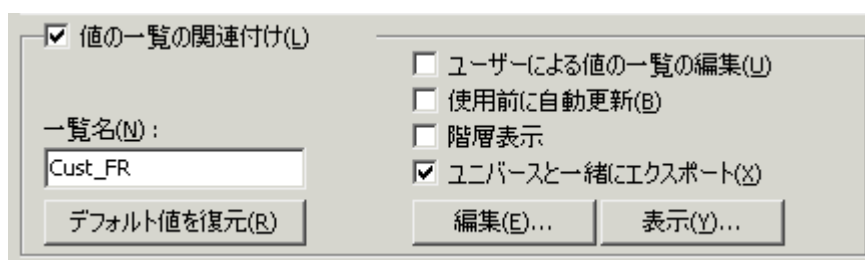 値の一覧の関連付け(L)
ユーザーによる値の一覧の編集(U)
使用前に自動更新(B)
階層表示
ユニバースと一緒にエクスポート(X)
一覧名(N) :
Cust_FR
デフォルト値を復元(R)
編集(E)...
表示(Y)...